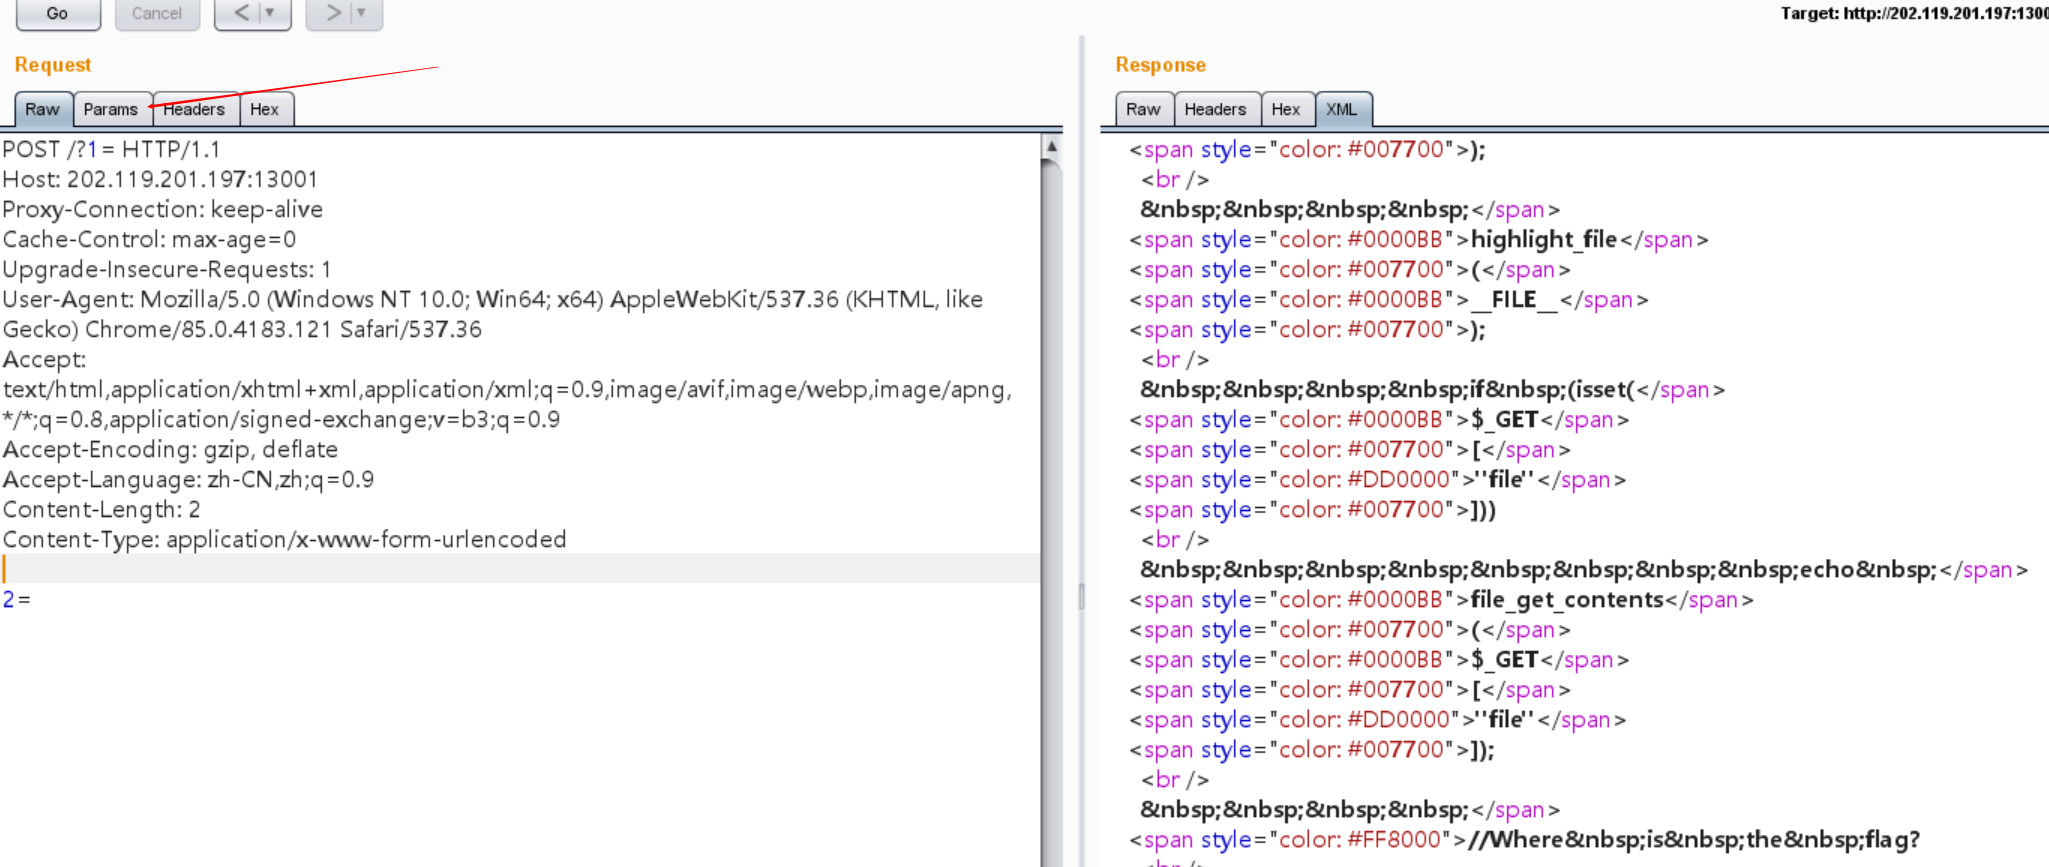 Go Cancel < > Target: http://202.119.201.197:1300
Request
Raw Params Headers Hex
POST /?1= HTTP/1.1
Host: 202.119.201.197:13001
Proxy-Connection: keep-alive
Cache-Control: max-age=0
Upgrade-Insecure-Requests: 1
User-Agent: Mozilla/5.0 (Windows NT 10.0; Win64; x64) AppleWebKit/537.36 (KHTML, like
Gecko) Chrome/85.0.4183.121 Safari/537.36
Accept:
text/html,application/xhtml+xml,application/xml;q=0.9,image/avif,image/webp,image/apng,
*/*;q=0.8,application/signed-exchange;v=b3;q=0.9
Accept-Encoding: gzip, deflate
Accept-Language: zh-CN,zh;q=0.9
Content-Length: 2
Content-Type: application/x-www-form-urlencoded
2=
Response
Raw Headers Hex XML
<span style="color: #007700">);
<br />
&nbsp;&nbsp;&nbsp;&nbsp;</span>
<span style="color: #0000BB">highlight_file</span>
<span style="color: #007700">(</span>
<span style="color: #0000BB">__FILE__</span>
<span style="color: #007700">);
<br />
&nbsp;&nbsp;&nbsp;&nbsp;if&nbsp;(isset(</span>
<span style="color: #0000BB">$_GET</span>
<span style="color: #007700">[</span>
<span style="color: #DD0000">"file"</span>
<span style="color: #007700">]))
<br />
&nbsp;&nbsp;&nbsp;&nbsp;&nbsp;&nbsp;&nbsp;&nbsp;echo&nbsp;</span>
<span style="color: #0000BB">file_get_contents</span>
<span style="color: #007700">(</span>
<span style="color: #0000BB">$_GET</span>
<span style="color: #007700">[</span>
<span style="color: #DD0000">"file"</span>
<span style="color: #007700">]);
<br />
&nbsp;&nbsp;&nbsp;&nbsp;</span>
<span style="color: #FF8000">//Where&nbsp;is&nbsp;the&nbsp;flag?